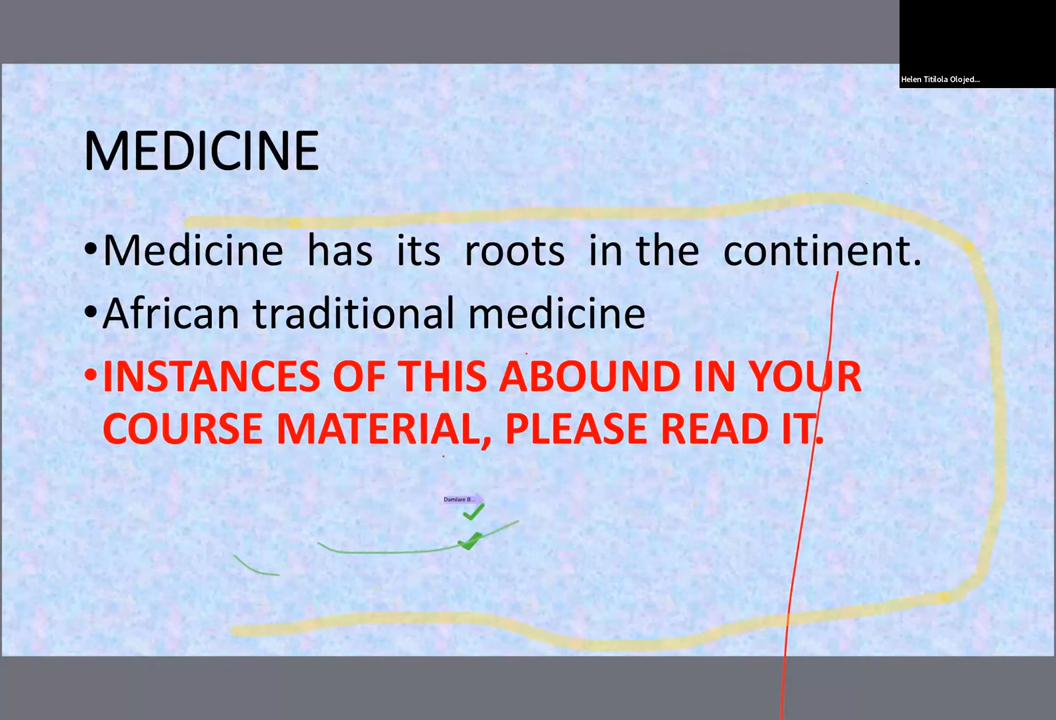 Helen Titilola Olojed...
MEDICINE
•Medicine has its roots in the continent.
•African traditional medicine
•INSTANCES OF THIS ABOUND IN YOUR
COURSE MATERIAL, PLEASE READ IT.
Damilare B...